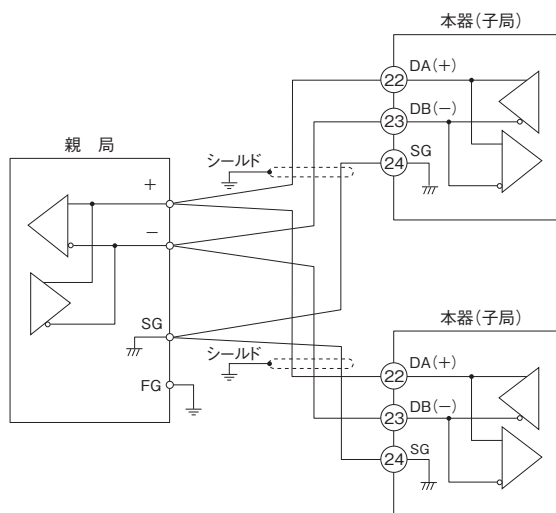 本器(子局)
22 DA(+)
23 DB(−)
24 SG
親 局
シールド
+
−
SG
FG
シールド
本器(子局)
22 DA(+)
23 DB(−)
24 SG